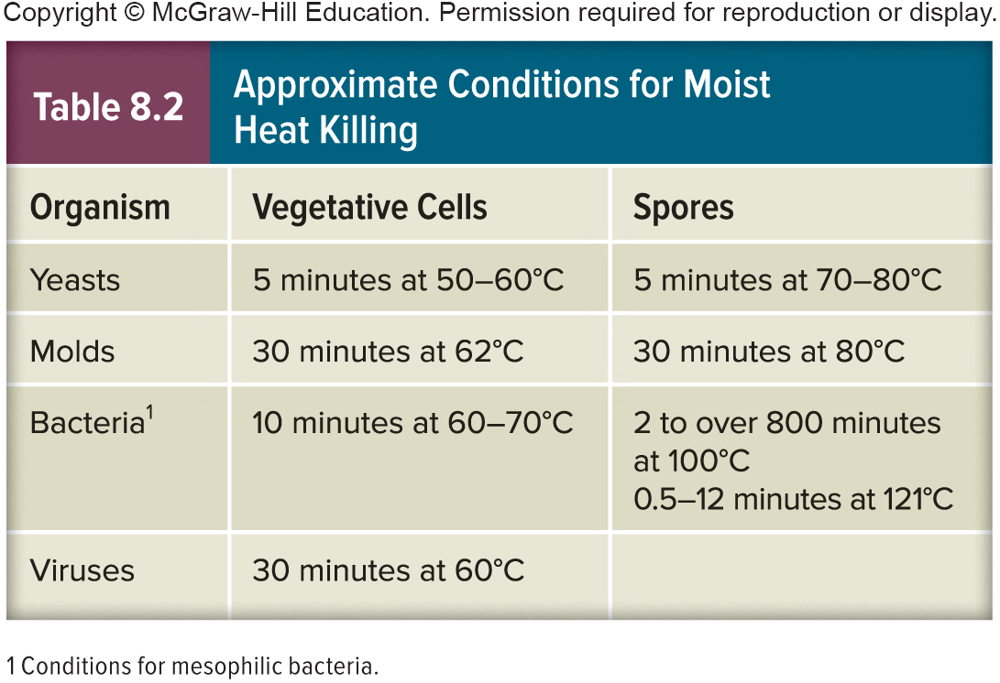 Copyright © McGraw-Hill Education. Permission required for reproduction or display.
Table 8.2
Approximate Conditions for Moist
Heat Killing
Organism Vegetative Cells Spores
Yeasts 5 minutes at 50–60°C 5 minutes at 70–80°C
Molds 30 minutes at 62°C 30 minutes at 80°C
Bacteria¹ 10 minutes at 60–70°C 2 to over 800 minutes
at 100°C
0.5–12 minutes at 121°C
Viruses 30 minutes at 60°C
1 Conditions for mesophilic bacteria.